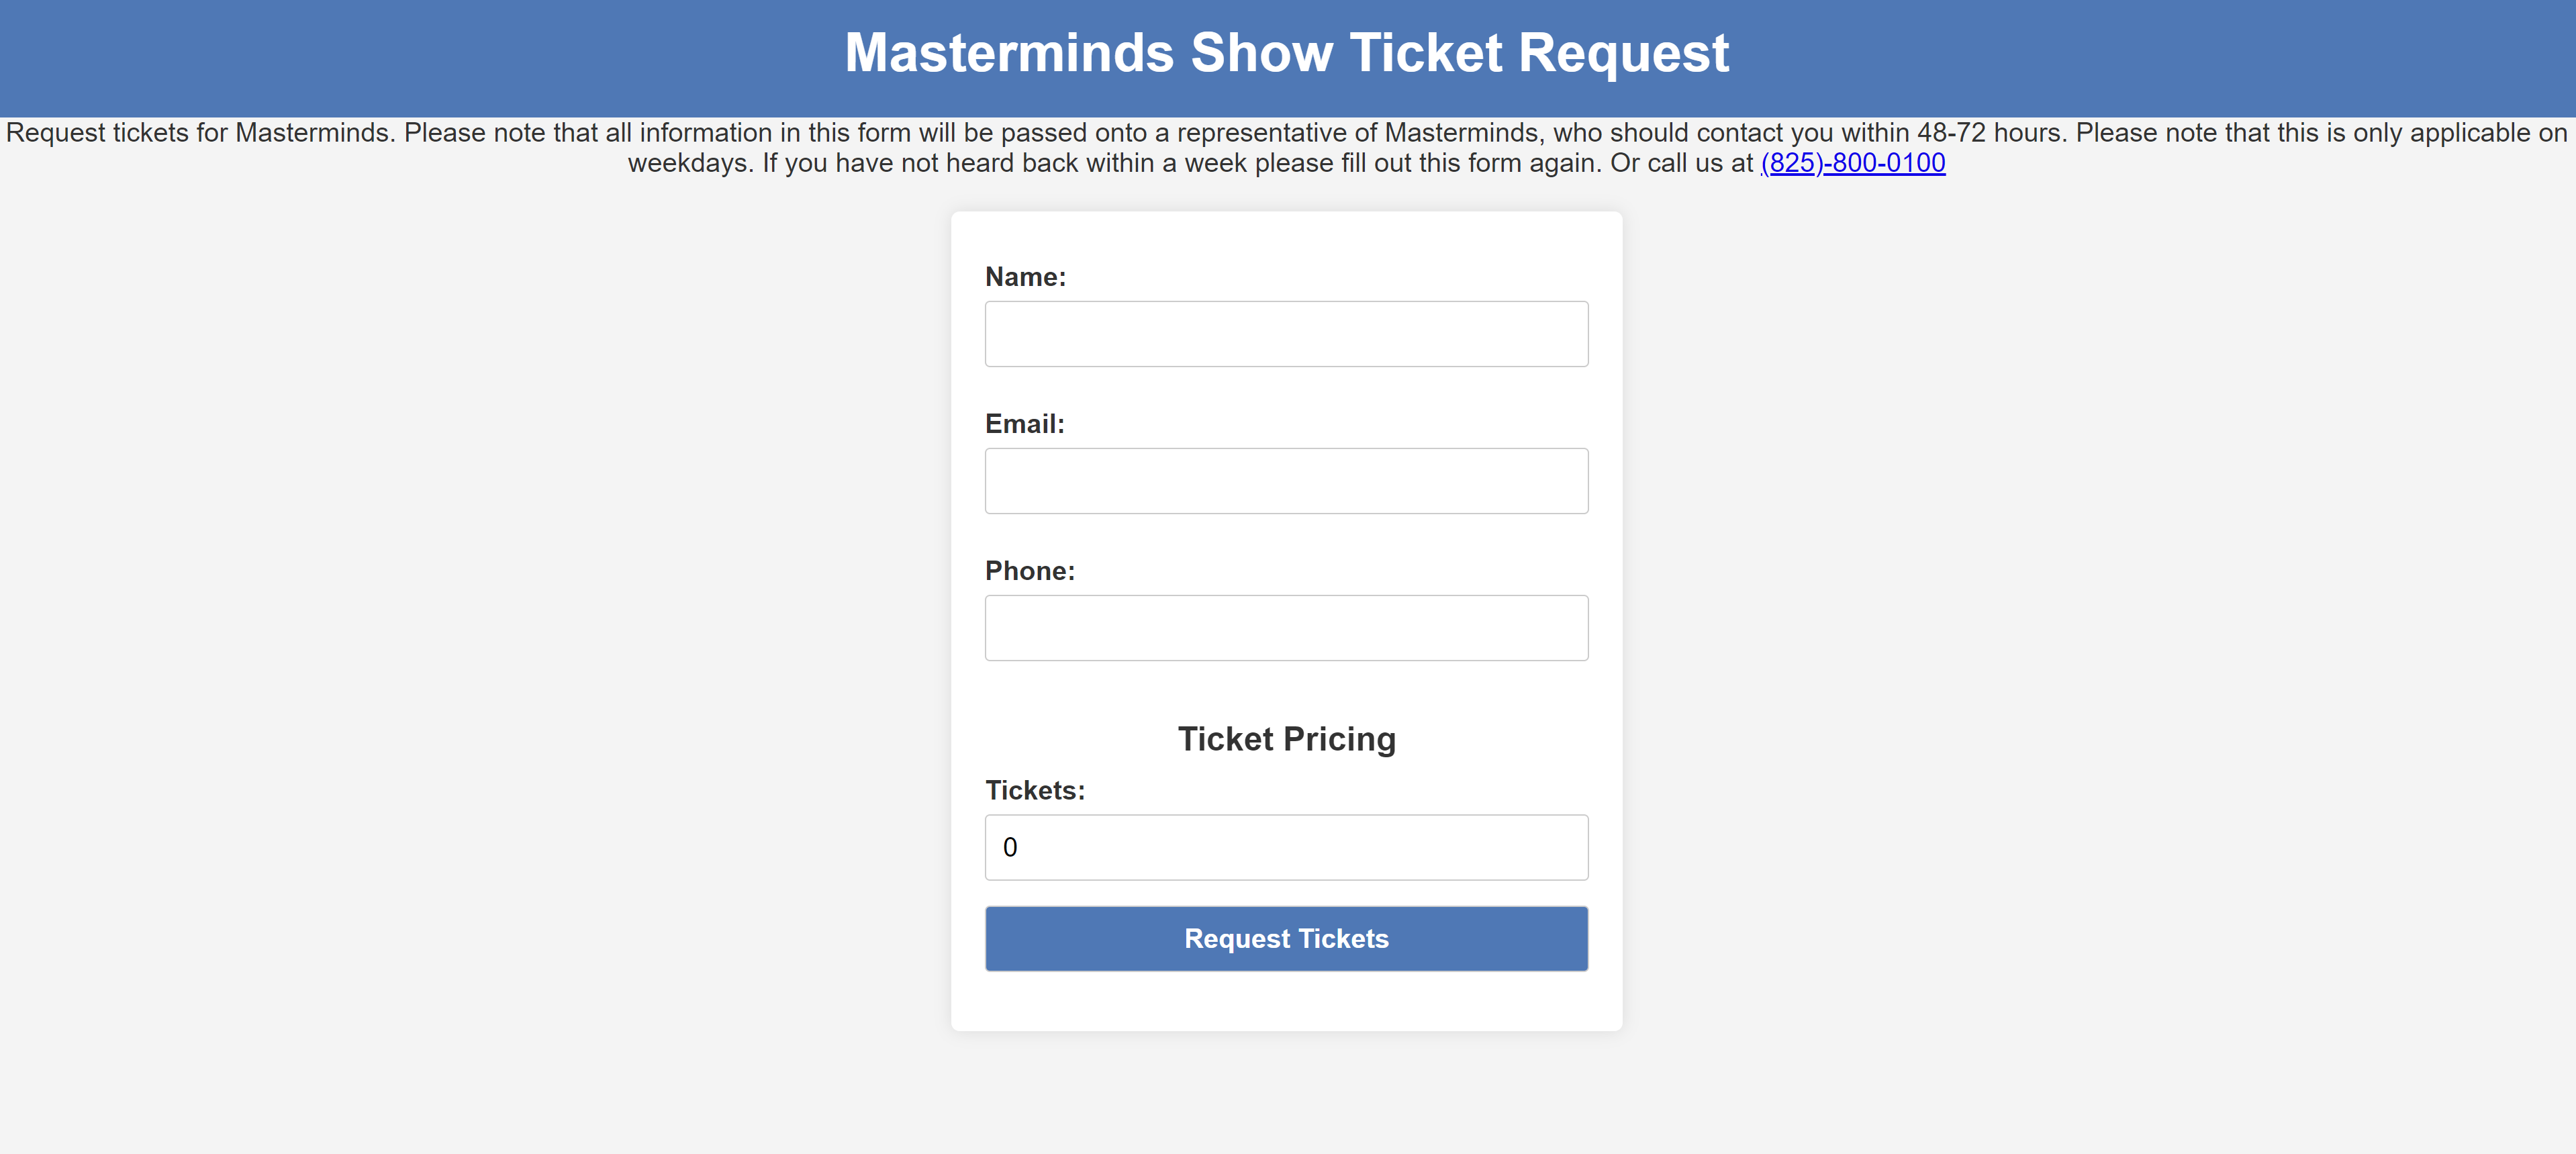 Masterminds Show Ticket Request
Request tickets for Masterminds. Please note that all information in this form will be passed onto a representative of Masterminds, who should contact you within 48-72 hours. Please note that this is only applicable on
weekdays. If you have not heard back within a week please fill out this form again. Or call us at (825)-800-0100
Name:
Email:
Phone:
Ticket Pricing
Tickets:
0
Request Tickets